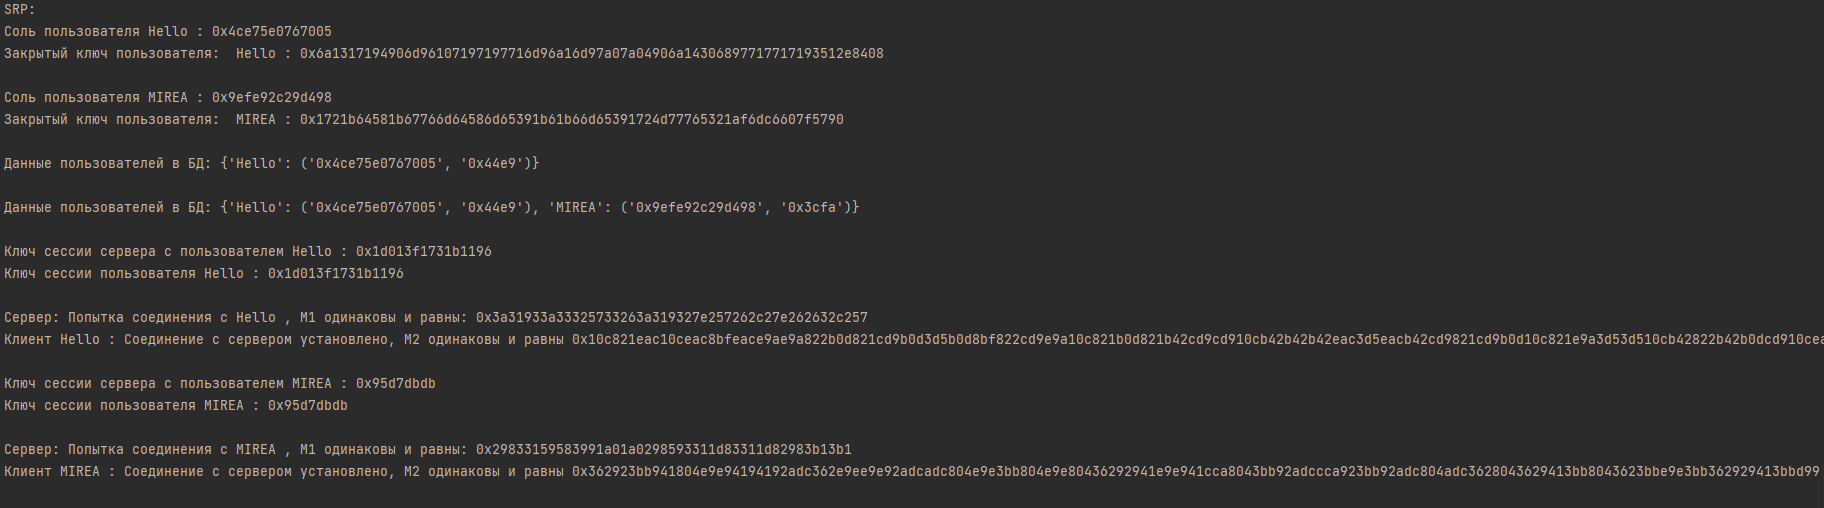 SRP:
Соль пользователя Hello : 0x4ce75e0767005
Закрытый ключ пользователя:  Hello : 0x6a1317194906d96107197197716d96a16d97a07a04906a14306897717717193512e8408
Соль пользователя MIREA : 0x9efe92c29d498
Закрытый ключ пользователя:  MIREA : 0x1721b64581b67766d64586d65391b61b66d65391724d77765321af6dc6607f5790
Данные пользователей в БД: {'Hello': ('0x4ce75e0767005', '0x44e9')}
Данные пользователей в БД: {'Hello': ('0x4ce75e0767005', '0x44e9'), 'MIREA': ('0x9efe92c29d498', '0x3cfa')}
Ключ сессии сервера с пользователем Hello : 0x1d013f1731b1196
Ключ сессии пользователя Hello : 0x1d013f1731b1196
Сервер: Попытка соединения с Hello , M1 одинаковы и равны: 0x3a31933a33325733263a319327e257262c27e262632c257
Клиент Hello : Соединение с сервером установлено, M2 одинаковы и равны 0x10c821eac10ceac8bfeace9ae9a822b0d821cd9b0d3d5b0d8bf822cd9e9a10c821b0d821b42cd9cd910cb42b42b42eac3d5eacb42cd9821cd9b0d10c821e9a3d53d510cb42822b42b0dcd910cea
Ключ сессии сервера с пользователем MIREA : 0x95d7dbdb
Ключ сессии пользователя MIREA : 0x95d7dbdb
Сервер: Попытка соединения с MIREA , M1 одинаковы и равны: 0x29833159583991a01a0298593311d83311d82983b13b1
Клиент MIREA : Соединение с сервером установлено, M2 одинаковы и равны 0x362923bb941804e9e94194192adc362e9ee9e92adcadc804e9e3bb804e9e80436292941e9e941cca8043bb92adccca923bb92adc804adc3628043629413bb8043623bbe9e3bb362929413bbd99